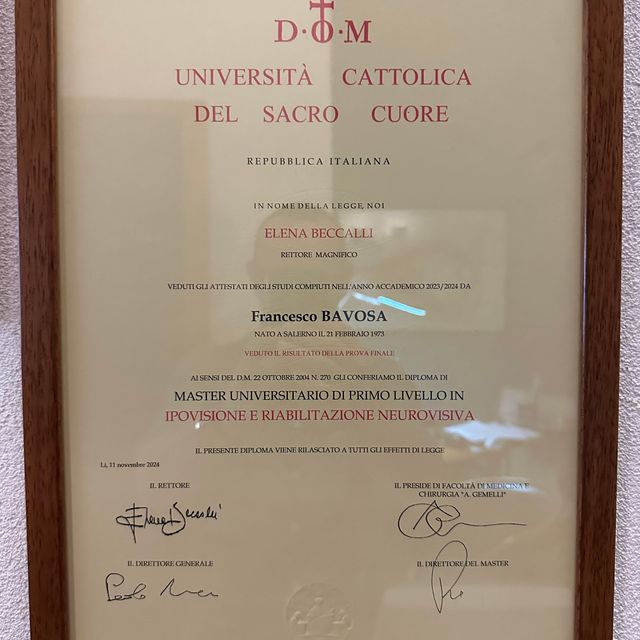 D·O·M
UNIVERSITÀ CATTOLICA
DEL SACRO CUORE
REPUBBLICA ITALIANA
IN NOME DELLA LEGGE, NOI
ELENA BECCALLI
RETTORE MAGNIFICO
VEDUTI GLI ATTESTATI DEGLI STUDI COMPIUTI NELL'ANNO ACCADEMICO 2023/2024 DA
Francesco BAVOSA
NATO A SALERNO IL 21 FEBBRAIO 1973
VEDUTO IL RISULTATO DELLA PROVA FINALE
AI SENSI DEL D.M. 22 OTTOBRE 2004 N. 270 GLI CONFERIAMO IL DIPLOMA DI
MASTER UNIVERSITARIO DI PRIMO LIVELLO IN
IPOVISIONE E RIABILITAZIONE NEUROVISIVA
IL PRESENTE DIPLOMA VIENE RILASCIATO A TUTTI GLI EFFETTI DI LEGGE
Lì, 11 novembre 2024
IL RETTORE
Elena Beccalli
IL PRESIDE DI FACOLTÀ DI MEDICINA E
CHIRURGIA "A. GEMELLI"
IL DIRETTORE GENERALE
Paolo
IL DIRETTORE DEL MASTER